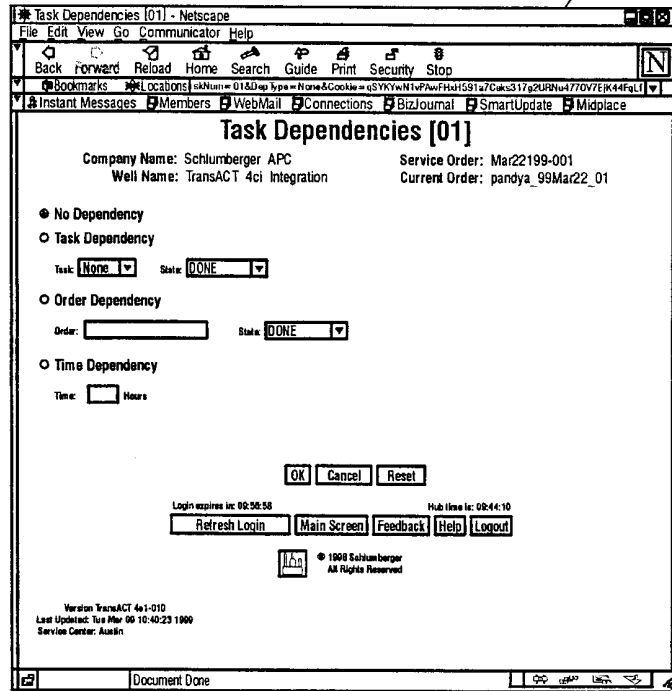 Task Dependencies [01] - Netscape
File Edit View Go Communicator Help
Back Forward Reload Home Search Guide Print Security Stop
N
Bookmarks Locations skNum=01&DepType=None&Cookie=
Instant Messages Members WebMail Connections BizJournal SmartUpdate Midplace
Task Dependencies [01]
Company Name: Schlumberger APC Service Order: Mar22199-001
Well Name: TransACT 4ci Integration Current Order: pandya_99Mar22_01
No Dependency
Task Dependency
Task: None State: DONE
Order Dependency
Order: State: DONE
Time Dependency
Time: Hours
OK Cancel Reset
Login expires in: 09:56:58 Hub time is: 09:44:10
Refresh Login Main Screen Feedback Help Logout
© 1998 Schlumberger
All Rights Reserved
Version TransACT 4e1-010
Last Updated: Tue Mar 09 10:40:23 1999
Service Center: Austin
Document Done